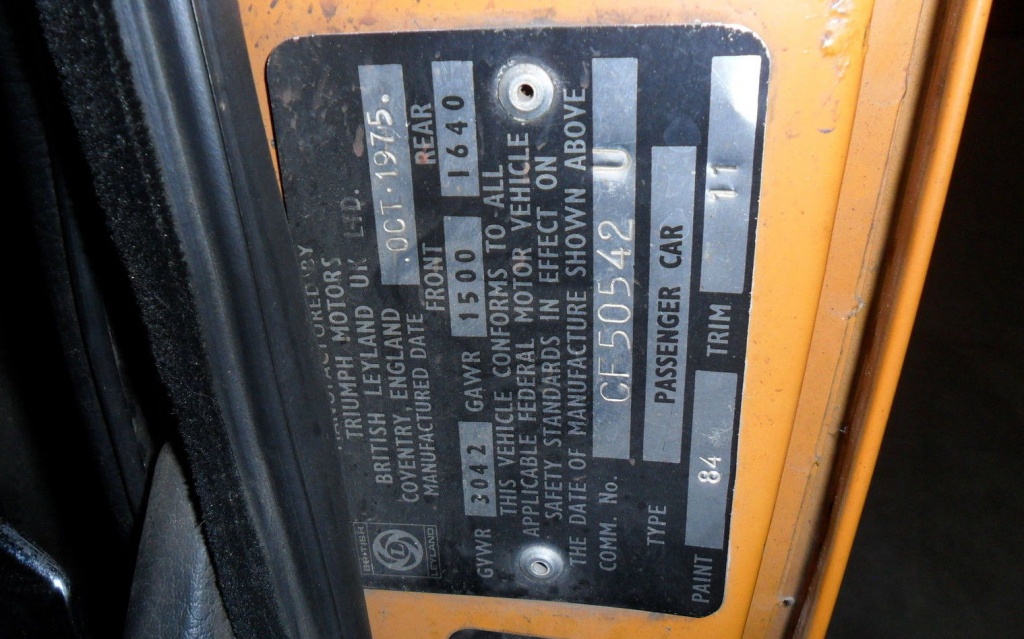 MANUFACTURED BY
TRIUMPH MOTORS
BRITISH LEYLAND UK LTD.
COVENTRY, ENGLAND
MANUFACTURED DATE OCT·1975.
FRONT REAR
GVWR 3042 GAWR 1500 1640
THIS VEHICLE CONFORMS TO ALL
APPLICABLE FEDERAL MOTOR VEHICLE
SAFETY STANDARDS IN EFFECT ON
THE DATE OF MANUFACTURE SHOWN ABOVE
COMM. No. CF50542 U
TYPE PASSENGER CAR
PAINT 84 TRIM 11
BRITISH
L
LEYLAND